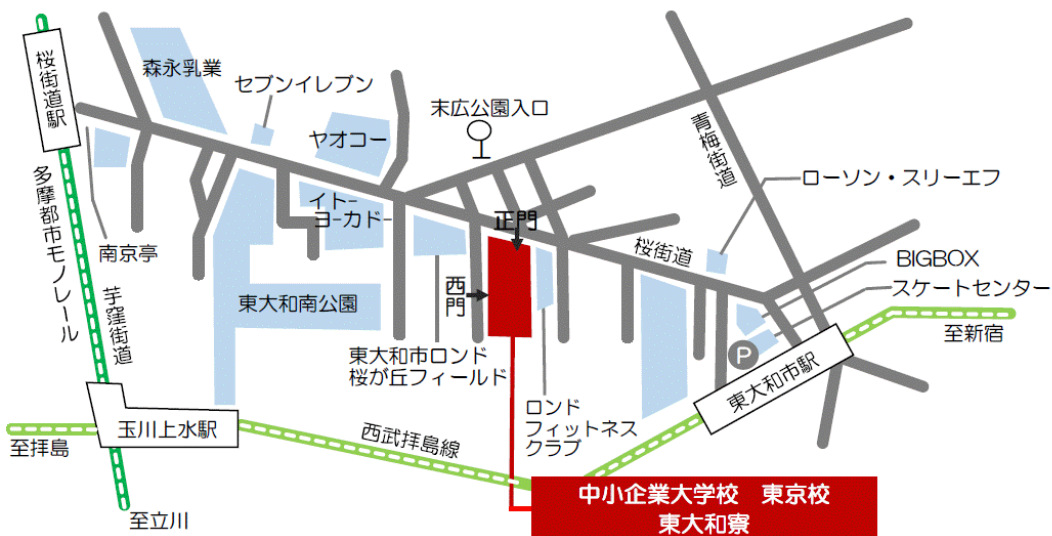 桜街道駅
森永乳業
セブンイレブン
ヤオコー
末広公園入口
青梅街道
ローソン・スリーエフ
多摩都市モノレール
南京亭
芋窪街道
イトー
ヨーカドー
正門
西門
桜街道
BIGBOX
スケートセンター
東大和南公園
東大和市ロンド
桜が丘フィールド
P
至新宿
東大和市駅
ロンド
フィットネス
クラブ
至拝島
玉川上水駅
西武拝島線
至立川
中小企業大学校　東京校
東大和寮